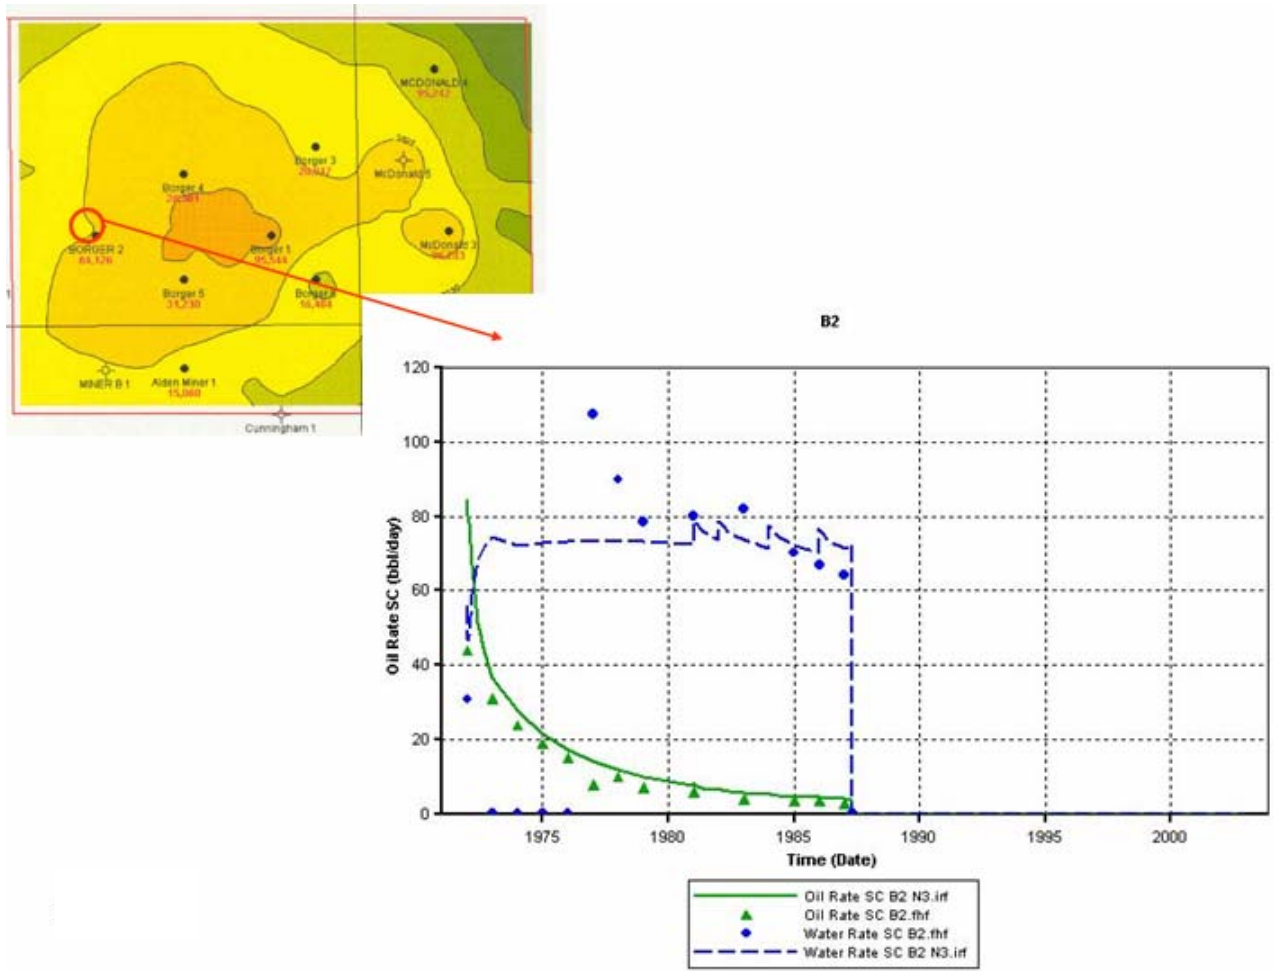 MCDONALD 4
95,242
Borger 3
20,037
McDonald 5
Borger 4
BORGER 2
84,326
Borger 1
95,544
McDonald 3
Borger 5
31,230
Borger 6
16,484
MINER B 1
Alden Miner 1
15,060
Cunningham 1
B2
120
100
80
60
40
20
0
Oil Rate SC (bbl/day)
1975 1980 1985 1990 1995 2000
Time (Date)
Oil Rate SC B2 N3.irf
Oil Rate SC B2.fhf
Water Rate SC B2.fhf
Water Rate SC B2 N3.irf